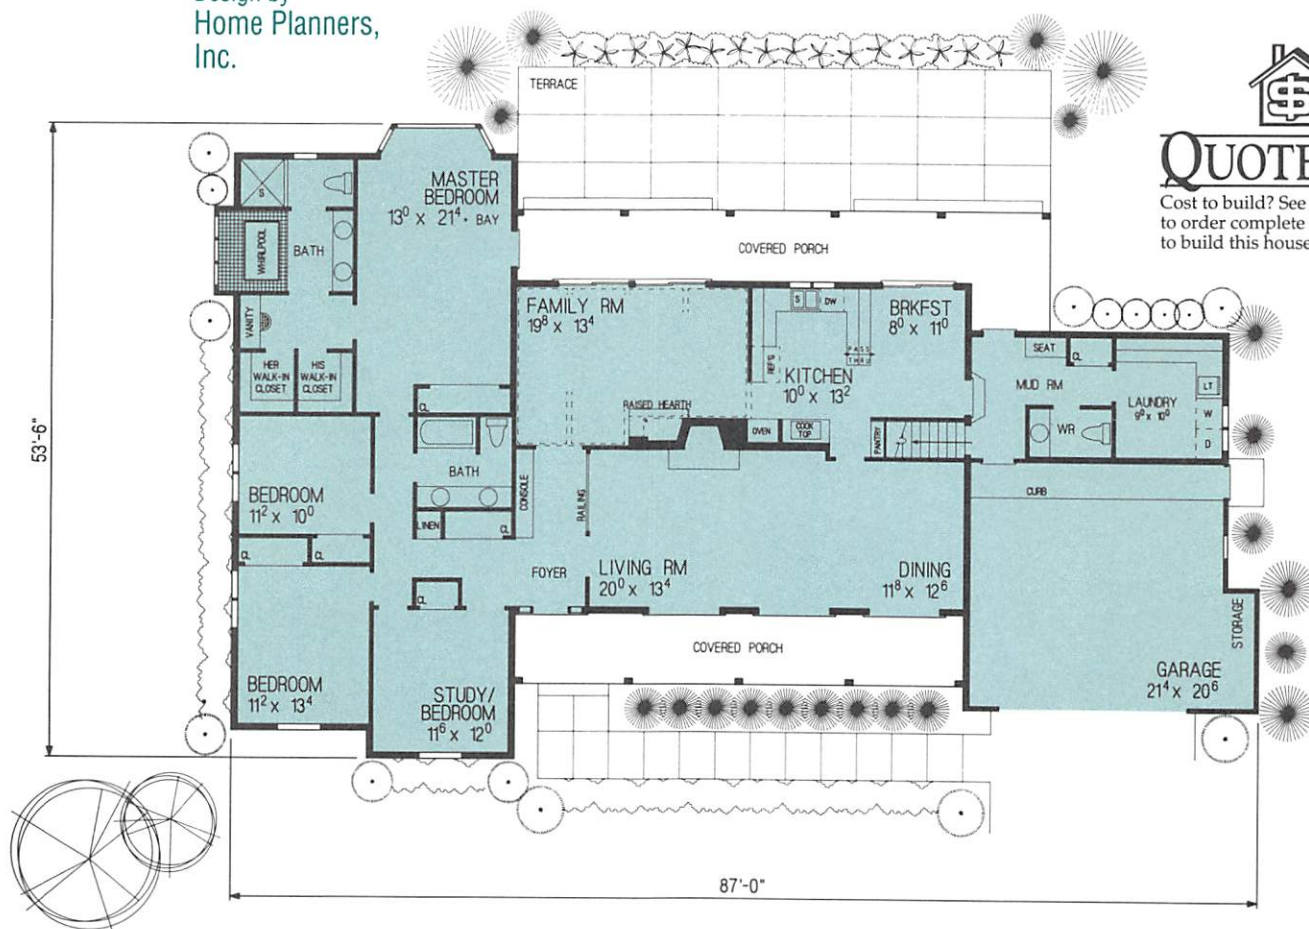 Design by
Home Planners,
Inc.
TERRACE
QUOTE
Cost to build? See
to order complete
to build this house
MASTER
BEDROOM
13⁰ x 21⁴ + BAY
S
BATH
WHIRLPOOL
VANITY
HER
WALK-IN
CLOSET
HIS
WALK-IN
CLOSET
CL
COVERED PORCH
FAMILY RM
19⁸ x 13⁴
RAISED HEARTH
S
DW
REF'G
PASS
THRU
BRKFST
8⁰ x 11⁰
KITCHEN
10⁰ x 13²
OVEN
COOK
TOP
PANTRY
SEAT
CL
MUD RM
WR
LAUNDRY
9⁰ x 10⁰
LT
W
D
53'-6"
BEDROOM
11² x 10⁰
BATH
LINEN
CL
CONSOLE
RAILING
CURB
CL
CL
CL
FOYER
LIVING RM
20⁰ x 13⁴
DINING
11⁸ x 12⁶
STORAGE
GARAGE
21⁴ x 20⁶
COVERED PORCH
BEDROOM
11² x 13⁴
STUDY/
BEDROOM
11⁶ x 12⁰
87'-0"